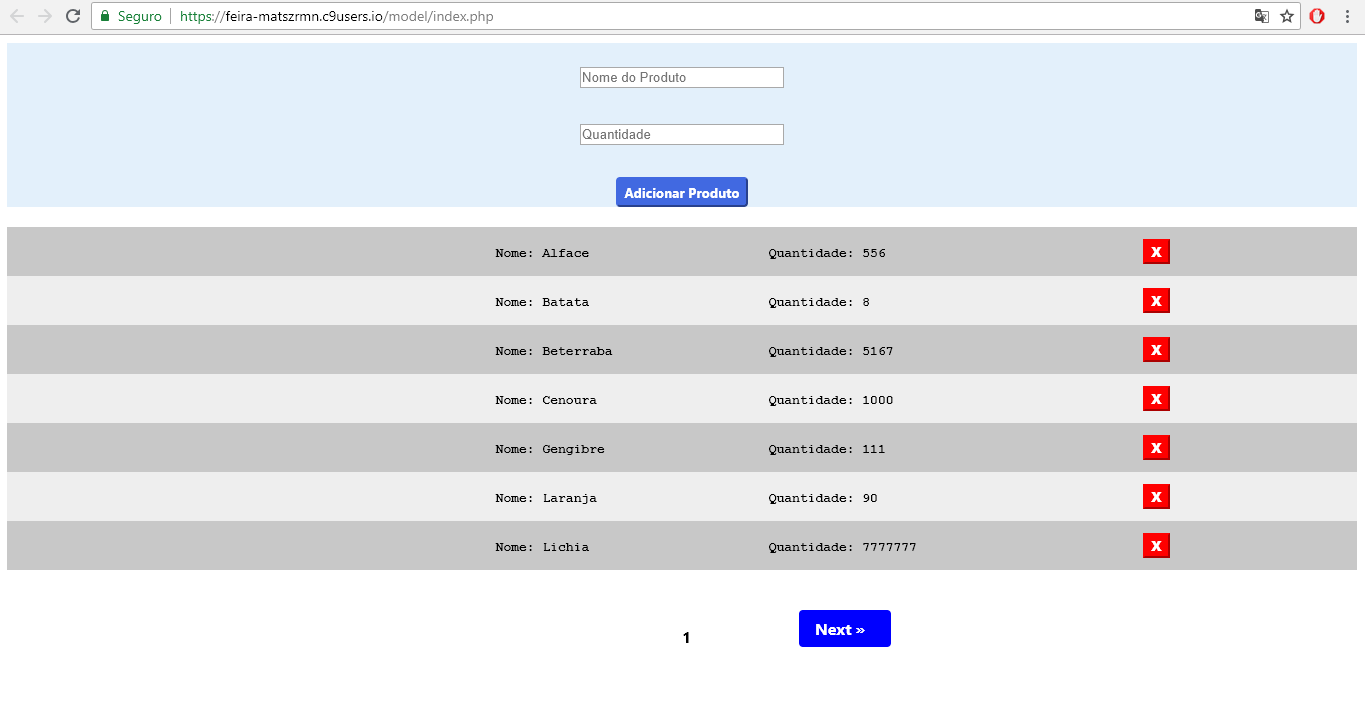 Seguro https://feira-matszrmn.c9users.io/model/index.php
Nome do Produto
Quantidade
Adicionar Produto
Nome: Alface Quantidade: 556 X
Nome: Batata Quantidade: 8 X
Nome: Beterraba Quantidade: 5167 X
Nome: Cenoura Quantidade: 1000 X
Nome: Gengibre Quantidade: 111 X
Nome: Laranja Quantidade: 90 X
Nome: Lichia Quantidade: 7777777 X
1 Next »